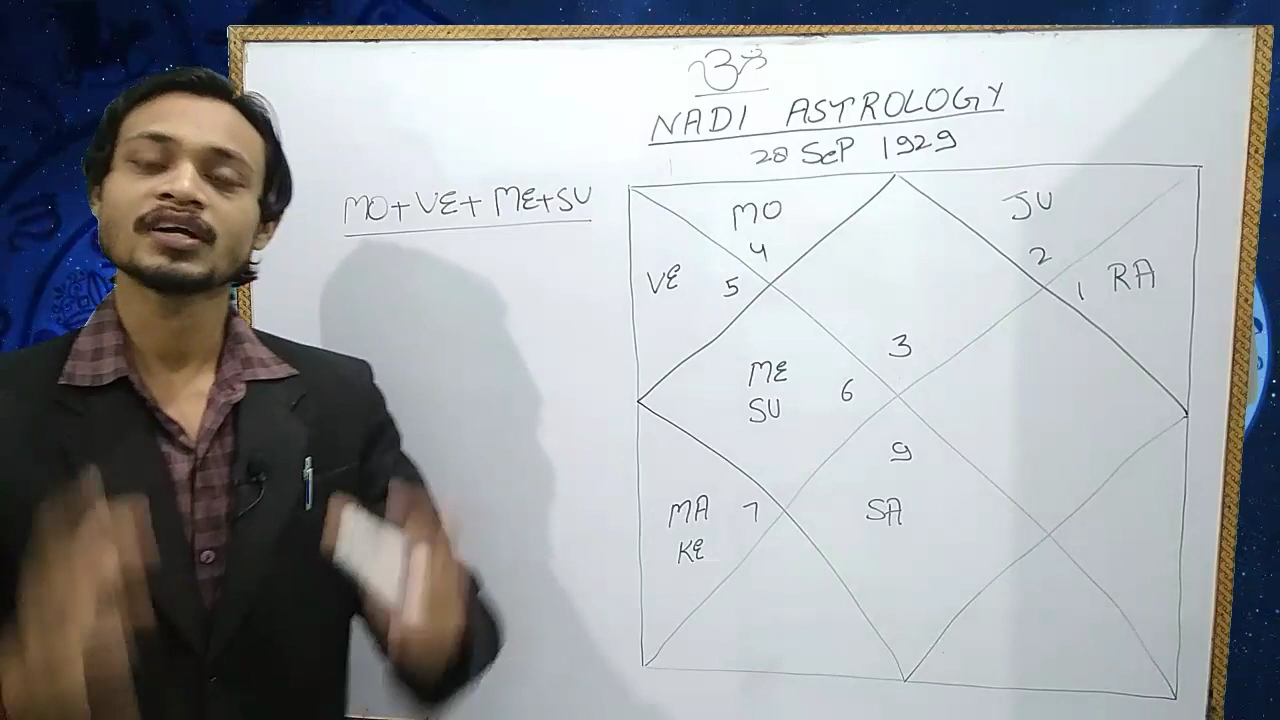 ॐ
NADI ASTROLOGY
28 SEP 1929
MO+VE+ ME+SU
MO
4
JU
2
VE
5
1 RA
3
ME
SU
6
9
MA
KE
7
SA